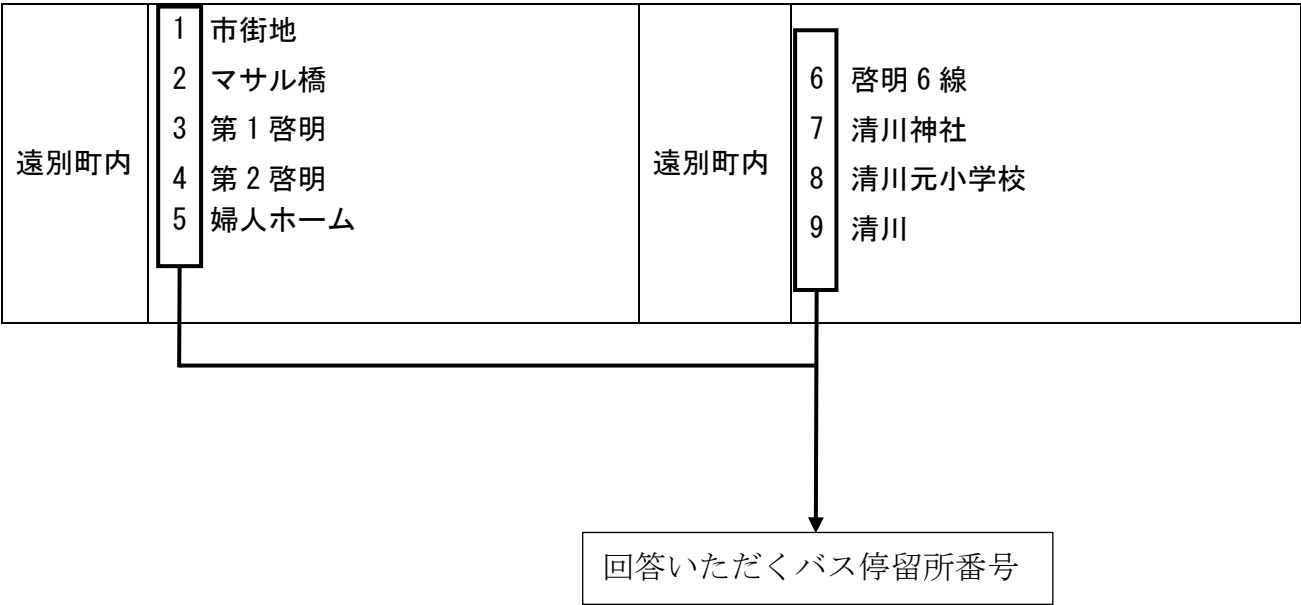 遠別町内
1 市街地
2 マサル橋
3 第1啓明
4 第2啓明
5 婦人ホーム
遠別町内
6 啓明6線
7 清川神社
8 清川元小学校
9 清川
回答いただくバス停留所番号